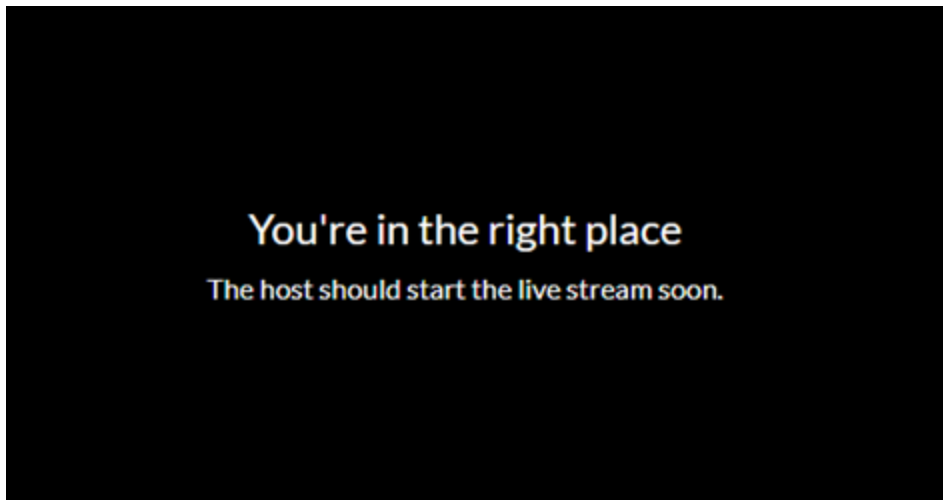 You're in the right place
The host should start the live stream soon.